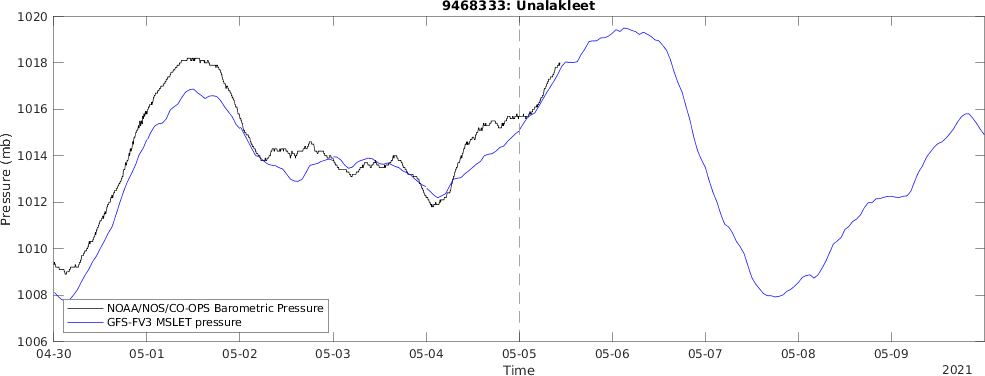 9468333: Unalakleet
1020
1018
1016
1014
1012
1010
1008
1006
Pressure (mb)
NOAA/NOS/CO-OPS Barometric Pressure
GFS-FV3 MSLET pressure
04-30 05-01 05-02 05-03 05-04 05-05 05-06 05-07 05-08 05-09
Time
2021